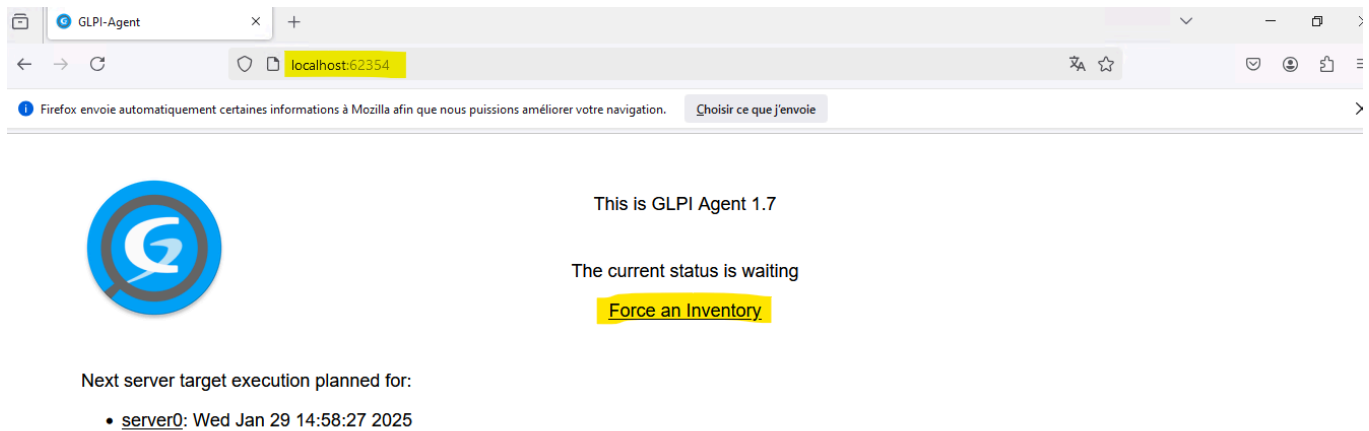 GLPI-Agent
localhost:62354
Firefox envoie automatiquement certaines informations à Mozilla afin que nous puissions améliorer votre navigation. Choisir ce que j'envoie
This is GLPI Agent 1.7
The current status is waiting
Force an Inventory
Next server target execution planned for:
• server0: Wed Jan 29 14:58:27 2025